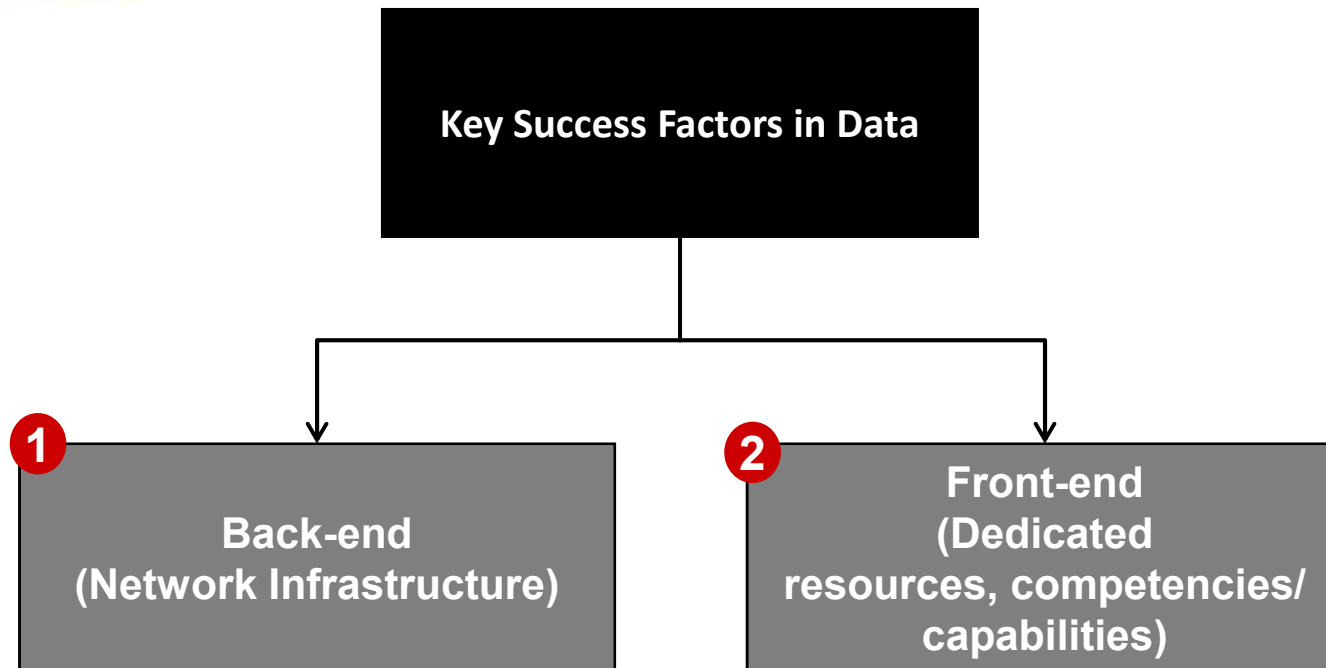 Key Success Factors in Data
1
Back-end
(Network Infrastructure)
2
Front-end
(Dedicated
resources, competencies/
capabilities)